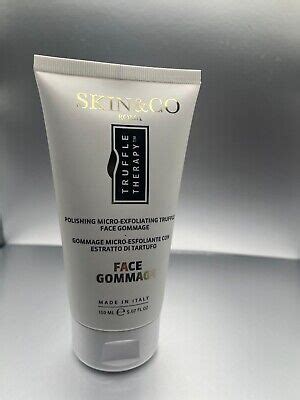 SKIN&CO
ROMA
TRUFFLE
THERAPY™
POLISHING MICRO-EXFOLIATING TRUFFLE
FACE GOMMAGE
GOMMAGE MICRO-ESFOLIANTE CON
ESTRATTO DI TARTUFO
FACE
GOMMAGE
MADE IN ITALY
150 ML ℮ 5.07 FL.OZ